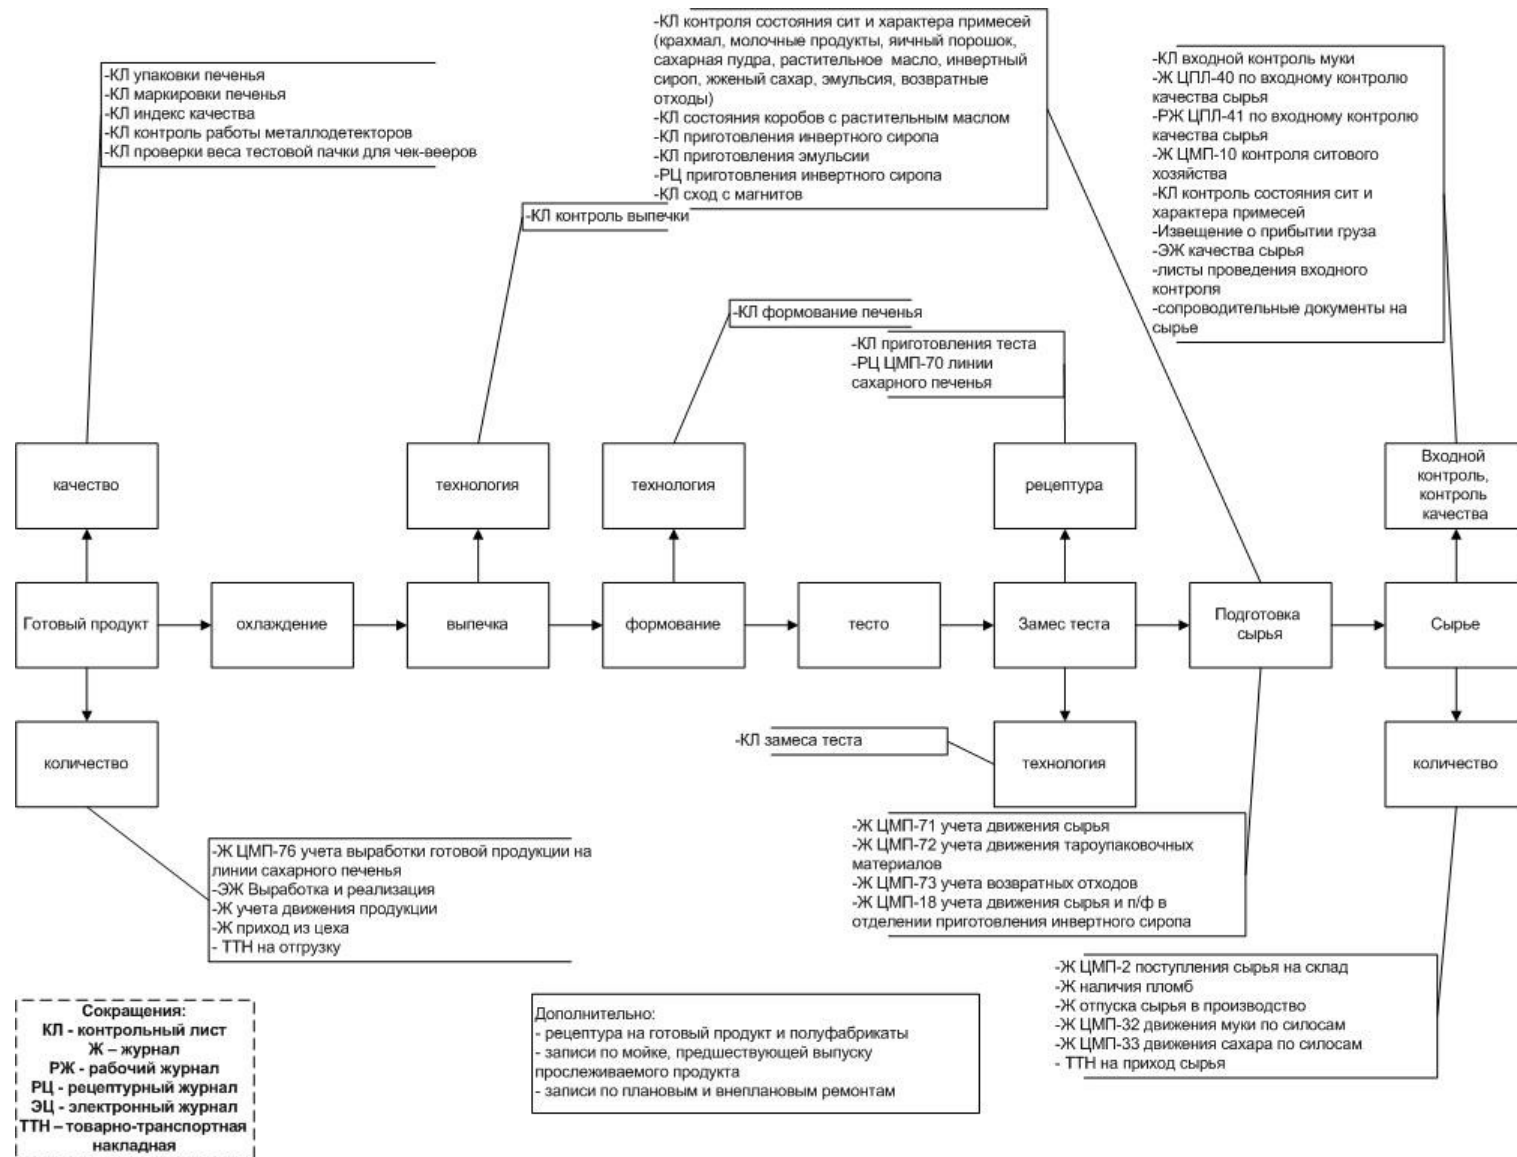 -КЛ контроля состояния сит и характера примесей
(крахмал, молочные продукты, яичный порошок,
сахарная пудра, растительное масло, инвертный
сироп, жженый сахар, эмульсия, возвратные
отходы)
-КЛ состояния коробов с растительным маслом
-КЛ приготовления инвертного сиропа
-КЛ приготовления эмульсии
-РЦ приготовления инвертного сиропа
-КЛ сход с магнитов
-КЛ упаковки печенья
-КЛ маркировки печенья
-КЛ индекс качества
-КЛ контроль работы металлодетекторов
-КЛ проверки веса тестовой пачки для чек-вееров
-КЛ входной контроль муки
-Ж ЦПЛ-40 по входному контролю
качества сырья
-РЖ ЦПЛ-41 по входному контролю
качества сырья
-Ж ЦМП-10 контроля ситового
хозяйства
-КЛ контроль состояния сит и
характера примесей
-Извещение о прибытии груза
-ЭЖ качества сырья
-листы проведения входного
контроля
-сопроводительные документы на
сырье
-КЛ контроль выпечки
-КЛ формование печенья
-КЛ приготовления теста
-РЦ ЦМП-70 линии
сахарного печенья
качество
технология
технология
рецептура
Входной
контроль,
контроль
качества
Готовый продукт
охлаждение
выпечка
формование
тесто
Замес теста
Подготовка
сырья
Сырье
количество
-КЛ замеса теста
технология
количество
-Ж ЦМП-76 учета выработки готовой продукции на
линии сахарного печенья
-ЭЖ Выработка и реализация
-Ж учета движения продукции
-Ж приход из цеха
- ТТН на отгрузку
-Ж ЦМП-71 учета движения сырья
-Ж ЦМП-72 учета движения тароупаковочных
материалов
-Ж ЦМП-73 учета возвратных отходов
-Ж ЦМП-18 учета движения сырья и п/ф в
отделении приготовления инвертного сиропа
-Ж ЦМП-2 поступления сырья на склад
-Ж наличия пломб
-Ж отпуска сырья в производство
-Ж ЦМП-32 движения муки по силосам
-Ж ЦМП-33 движения сахара по силосам
- ТТН на приход сырья
Сокращения:
КЛ - контрольный лист
Ж – журнал
РЖ - рабочий журнал
РЦ - рецептурный журнал
ЭЦ - электронный журнал
ТТН – товарно-транспортная
накладная
Дополнительно:
- рецептура на готовый продукт и полуфабрикаты
- записи по мойке, предшествующей выпуску
прослеживаемого продукта
- записи по плановым и внеплановым ремонтам